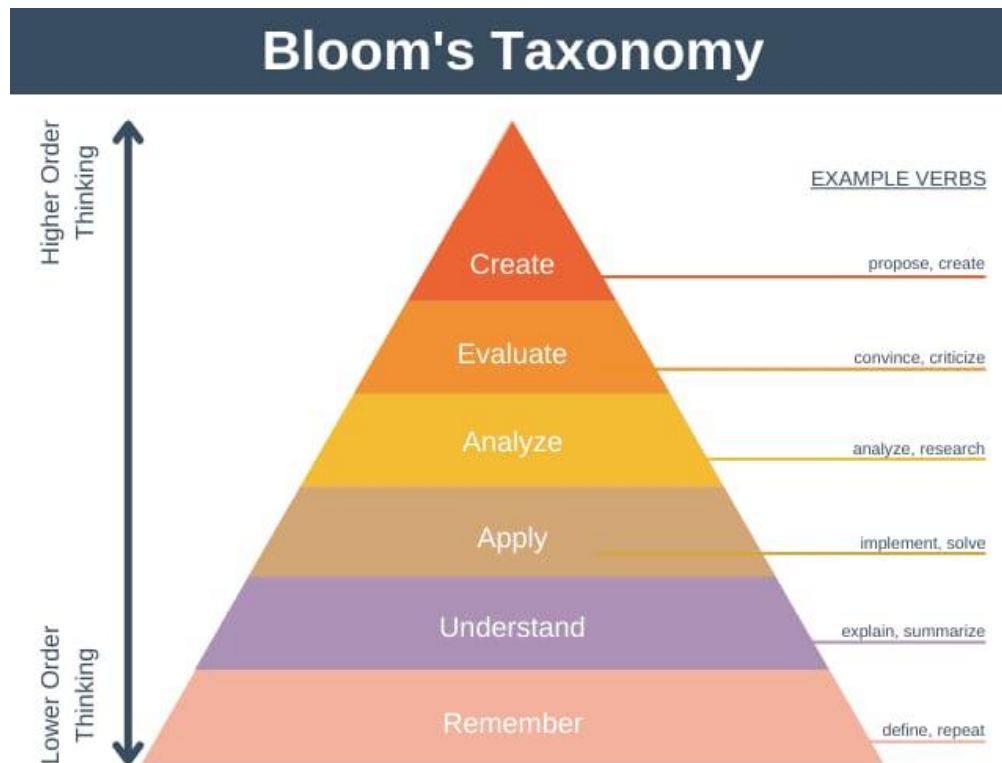 Bloom's Taxonomy
Higher Order
Thinking
EXAMPLE VERBS
Create
propose, create
Evaluate
convince, criticize
Analyze
analyze, research
Apply
implement, solve
Understand
explain, summarize
Lower Order
Thinking
Remember
define, repeat